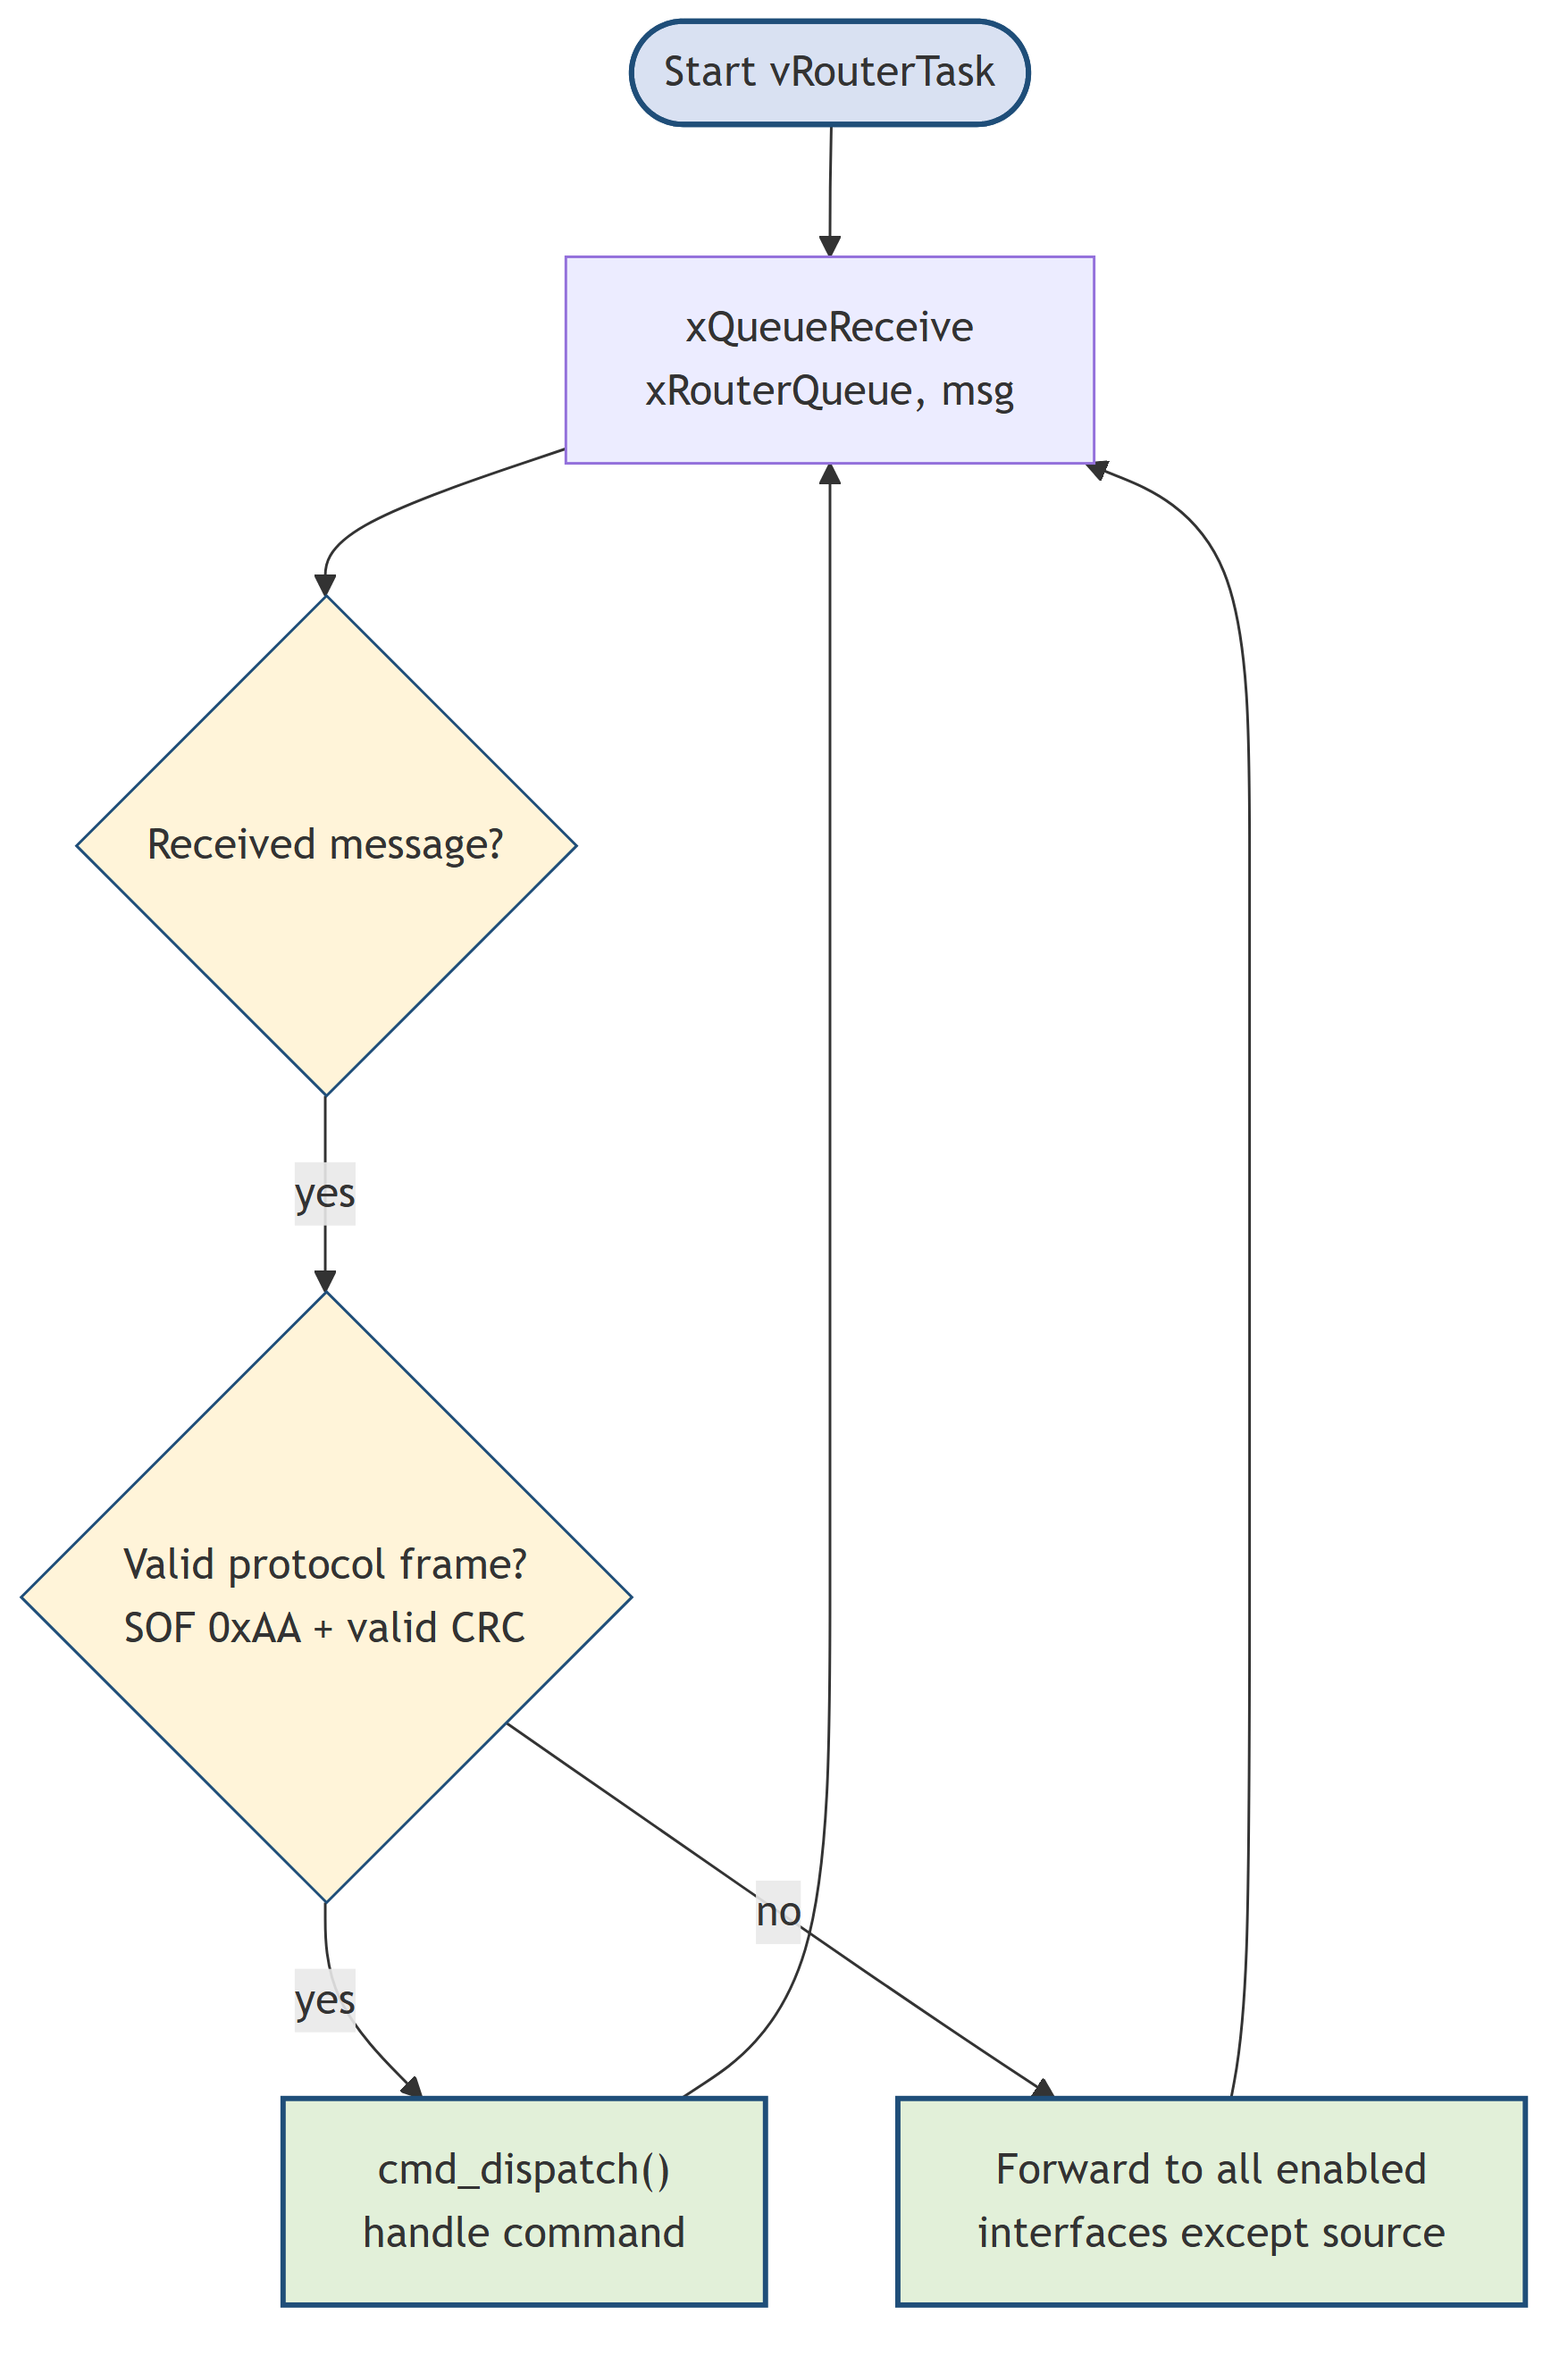 Start vRouterTask
xQueueReceive
xRouterQueue, msg
Received message?
yes
Valid protocol frame?
SOF 0xAA + valid CRC
no
yes
cmd_dispatch()
handle command
Forward to all enabled
interfaces except source